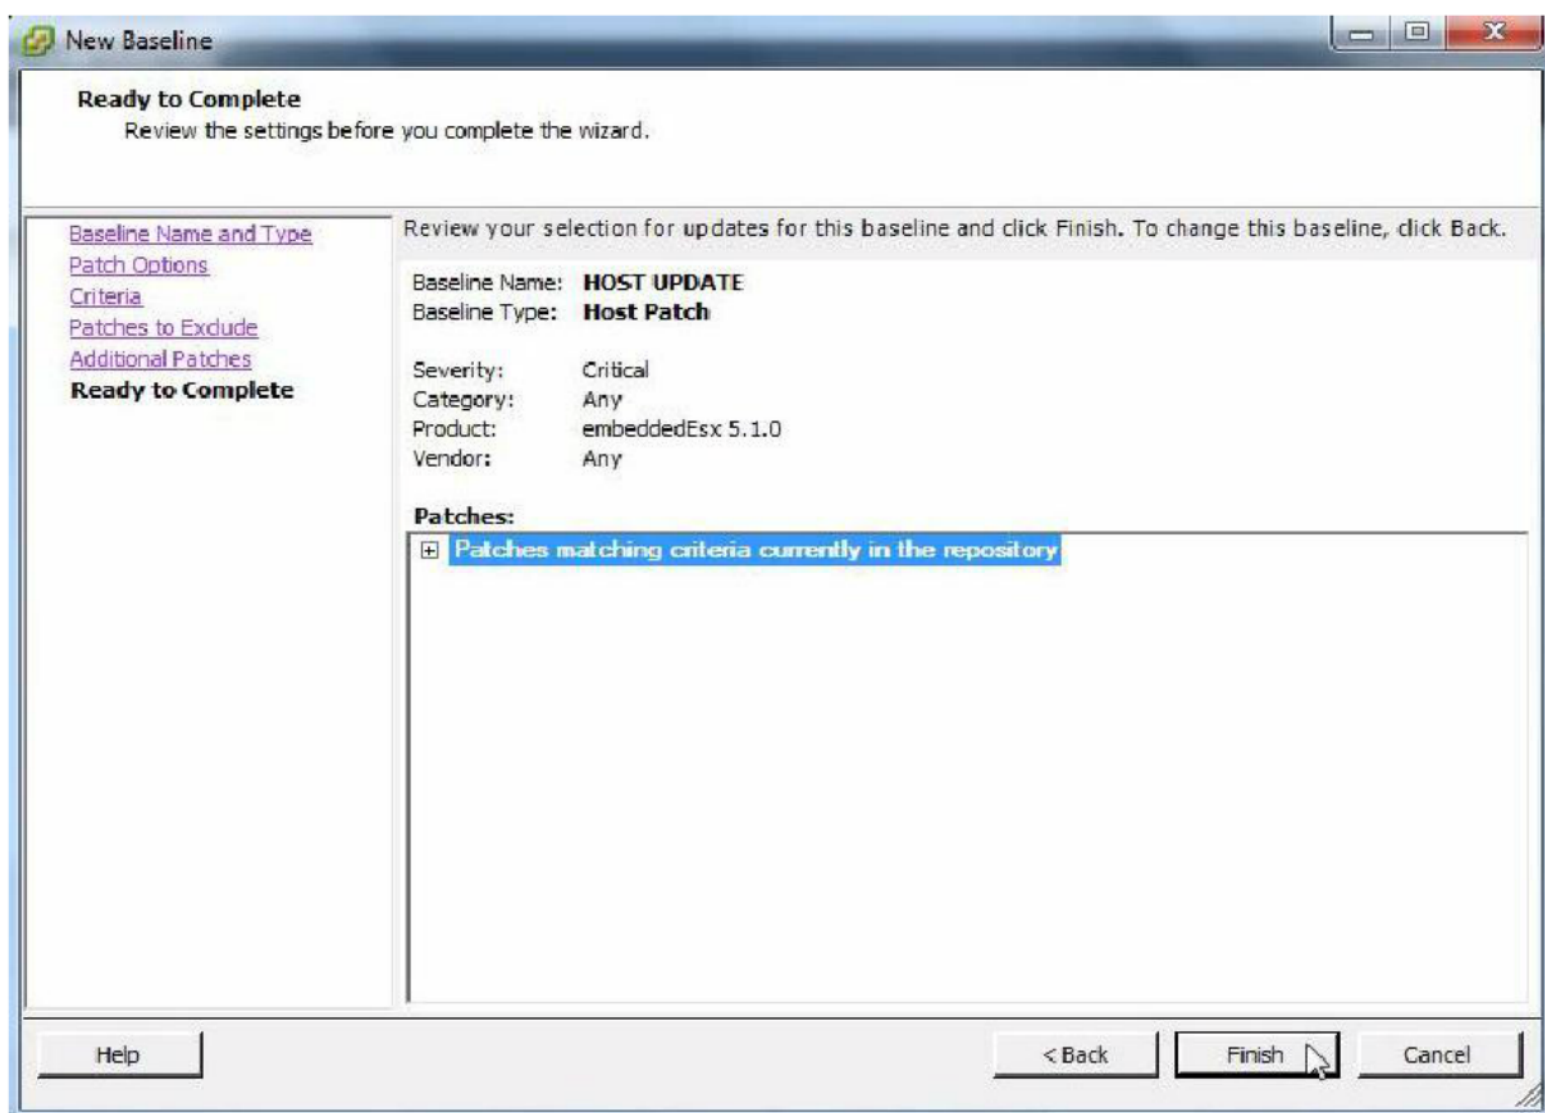 New Baseline
Ready to Complete
Review the settings before you complete the wizard.
Baseline Name and Type
Patch Options
Criteria
Patches to Exclude
Additional Patches
Ready to Complete
Review your selection for updates for this baseline and click Finish. To change this baseline, click Back.
Baseline Name: HOST UPDATE
Baseline Type: Host Patch
Severity: Critical
Category: Any
Product: embeddedEsx 5.1.0
Vendor: Any
Patches:
Patches matching criteria currently in the repository
Help
< Back
Finish
Cancel